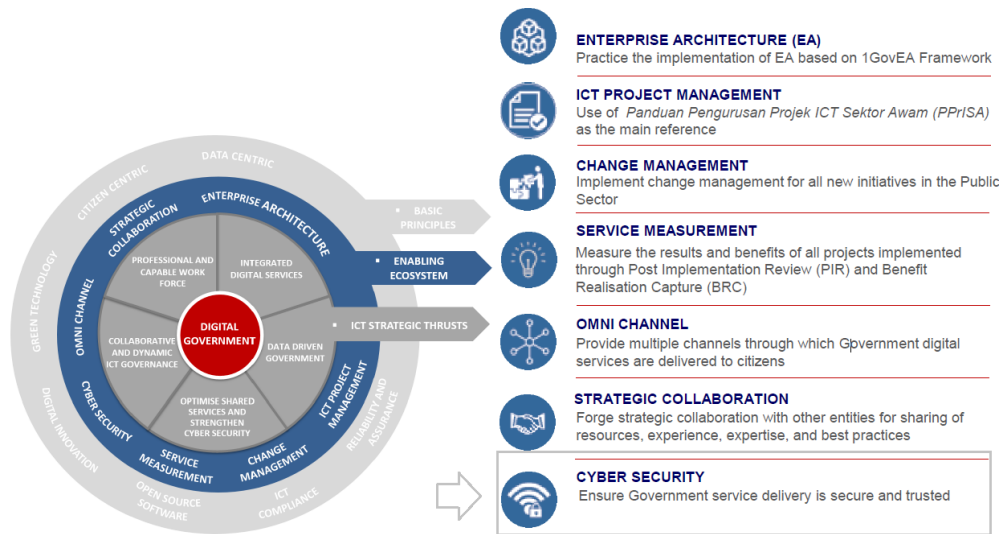 DATA CENTRIC
CITIZEN CENTRIC
GREEN TECHNOLOGY
DIGITAL INNOVATION
OPEN SOURCE
SOFTWARE
ICT
COMPLIANCE
RELIABILITY AND
ASSURANCE
ENTERPRISE ARCHITECTURE
STRATEGIC
COLLABORATION
OMNI CHANNEL
CYBER SECURITY
SERVICE
MEASUREMENT
CHANGE
MANAGEMENT
ICT PROJECT
MANAGEMENT
PROFESSIONAL AND
CAPABLE WORK
FORCE
INTEGRATED
DIGITAL SERVICES
COLLABORATIVE
AND DYNAMIC
ICT GOVERNANCE
DATA DRIVEN
GOVERNMENT
OPTIMISE SHARED
SERVICES AND
STRENGTHEN
CYBER SECURITY
DIGITAL
GOVERNMENT
▪ BASIC
PRINCIPLES
▪ ENABLING
ECOSYSTEM
▪ ICT STRATEGIC THRUSTS
ENTERPRISE ARCHITECTURE (EA)
Practice the implementation of EA based on 1GovEA Framework
ICT PROJECT MANAGEMENT
Use of Panduan Pengurusan Projek ICT Sektor Awam (PPrISA)
as the main reference
CHANGE MANAGEMENT
Implement change management for all new initiatives in the Public
Sector
SERVICE MEASUREMENT
Measure the results and benefits of all projects implemented
through Post Implementation Review (PIR) and Benefit
Realisation Capture (BRC)
OMNI CHANNEL
Provide multiple channels through which Government digital
services are delivered to citizens
STRATEGIC COLLABORATION
Forge strategic collaboration with other entities for sharing of
resources, experience, expertise, and best practices
CYBER SECURITY
Ensure Government service delivery is secure and trusted